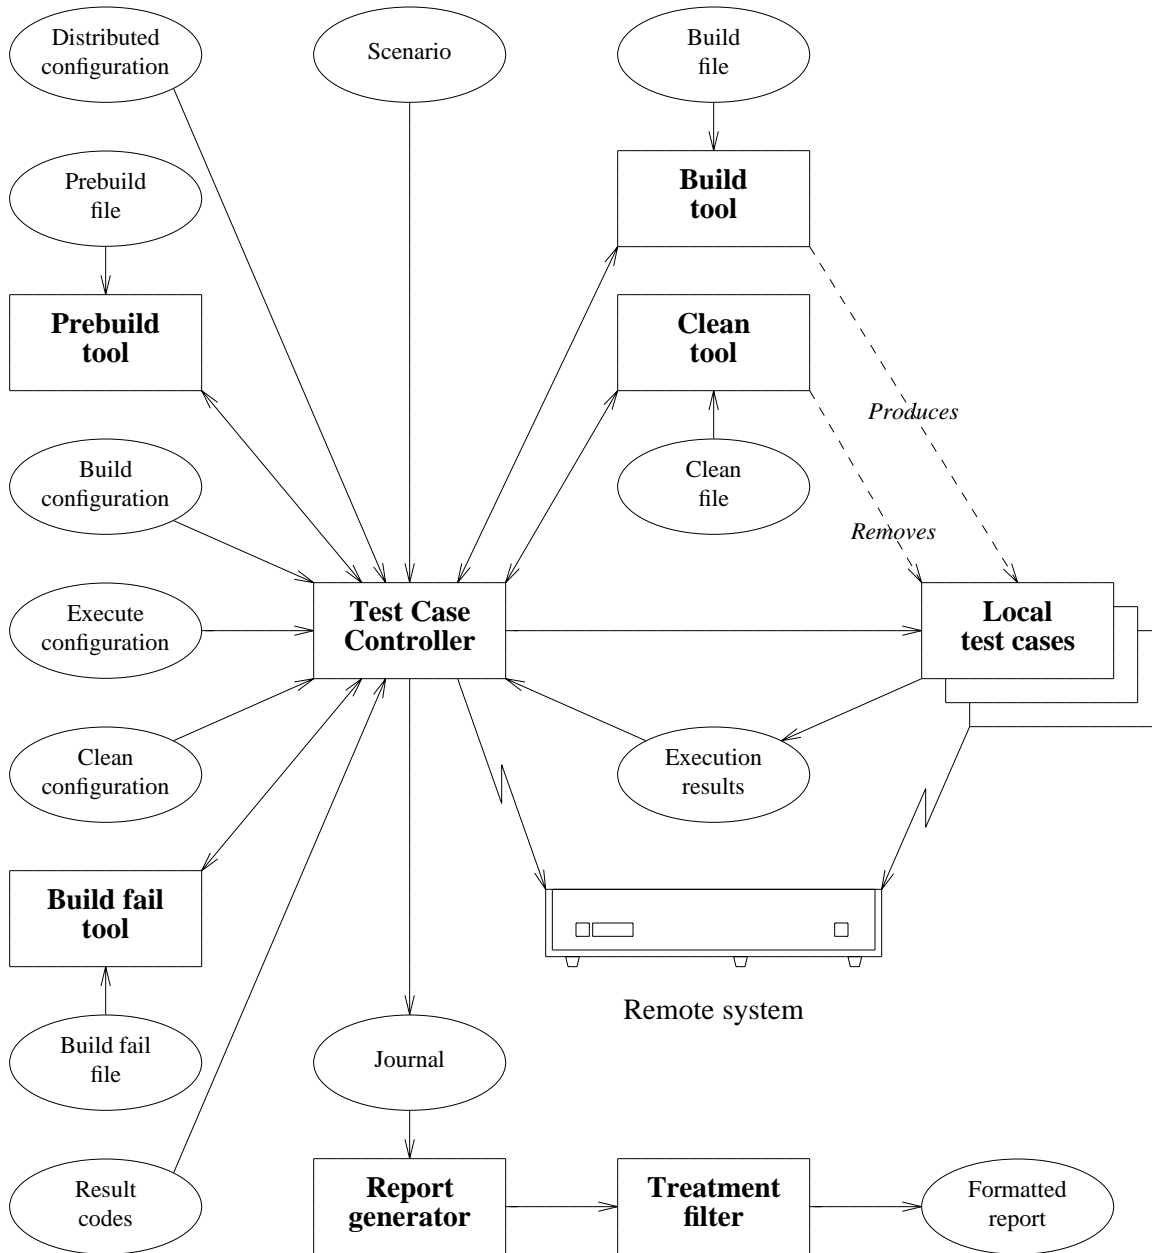 Distributed
configuration
Scenario
Build
file
Prebuild
file
Build
tool
Prebuild
tool
Clean
tool
Produces
Build
configuration
Clean
file
Removes
Execute
configuration
Test Case
Controller
Local
test cases
Clean
configuration
Execution
results
Build fail
tool
Remote system
Build fail
file
Journal
Result
codes
Report
generator
Treatment
filter
Formatted
report